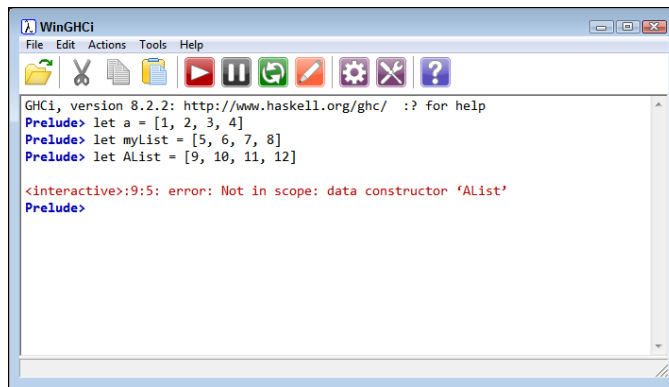 WinGHCi
File Edit Actions Tools Help
GHCi, version 8.2.2: http://www.haskell.org/ghc/  :? for help
Prelude> let a = [1, 2, 3, 4]
Prelude> let myList = [5, 6, 7, 8]
Prelude> let AList = [9, 10, 11, 12]
<interactive>:9:5: error: Not in scope: data constructor ‘AList’
Prelude>